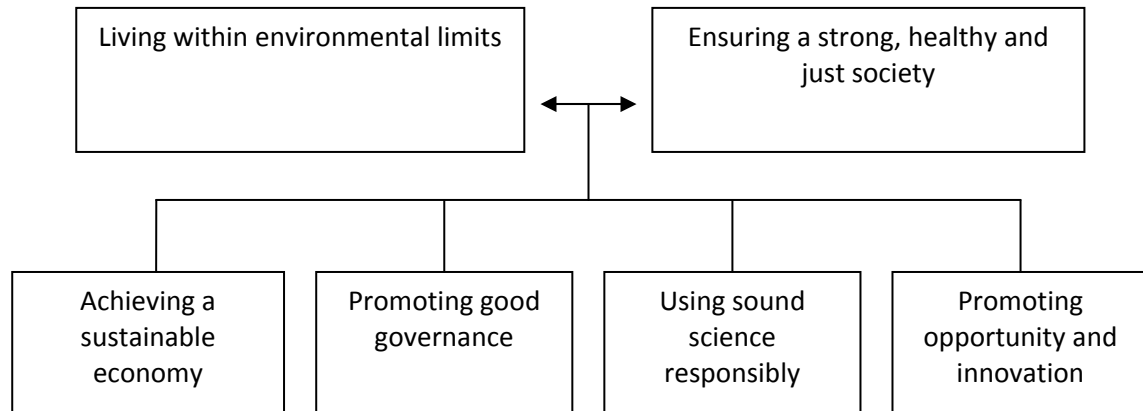 Living within environmental limits
Ensuring a strong, healthy and
just society
Achieving a
sustainable
economy
Promoting good
governance
Using sound
science
responsibly
Promoting
opportunity and
innovation